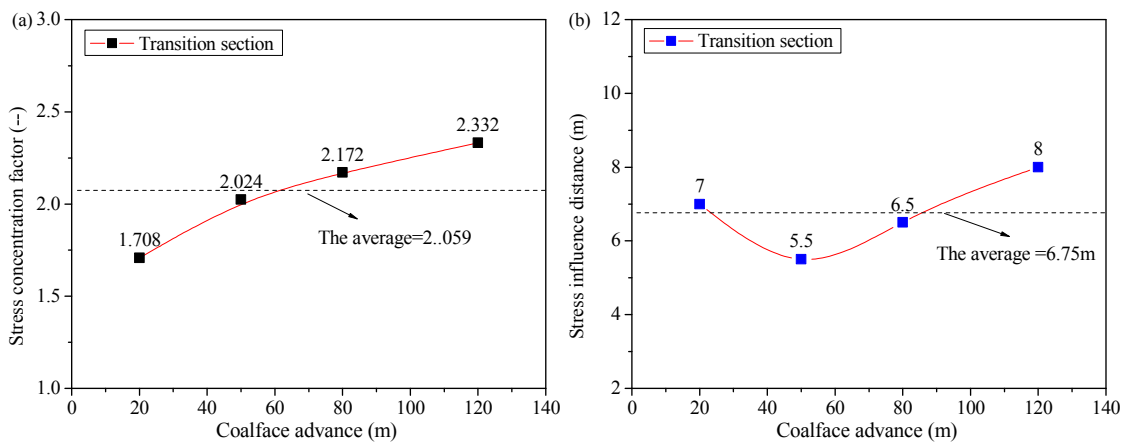 (a)
Transition section
Stress concentration factor (--)
3.0
2.5
2.0
1.5
1.0
1.708
2.024
2.172
2.332
The average=2..059
0 20 40 60 80 100 120 140
Coalface advance (m)
(b)
Transition section
Stress influence distance (m)
12
10
8
6
4
2
7
5.5
6.5
8
The average =6.75m
0 20 40 60 80 100 120 140
Coalface advance (m)